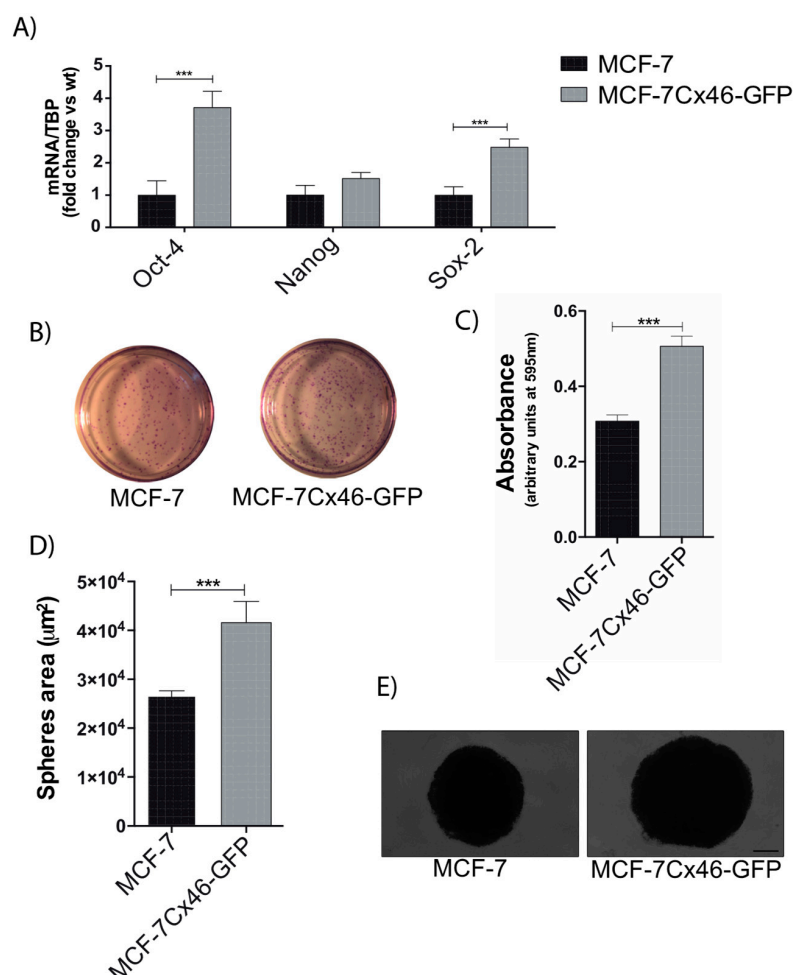 A)
mRNA/TBP
(fold change vs wt)
5
4
3
2
1
0
***
***
Oct-4
Nanog
Sox-2
MCF-7
MCF-7Cx46-GFP
B)
MCF-7
MCF-7Cx46-GFP
C)
Absorbance
(arbitrary units at 595nm)
0.6
0.4
0.2
0.0
***
MCF-7
MCF-7Cx46-GFP
D)
Spheres area (μm²)
5×10⁴
4×10⁴
3×10⁴
2×10⁴
1×10⁴
0
***
MCF-7
MCF-7Cx46-GFP
E)
MCF-7
MCF-7Cx46-GFP